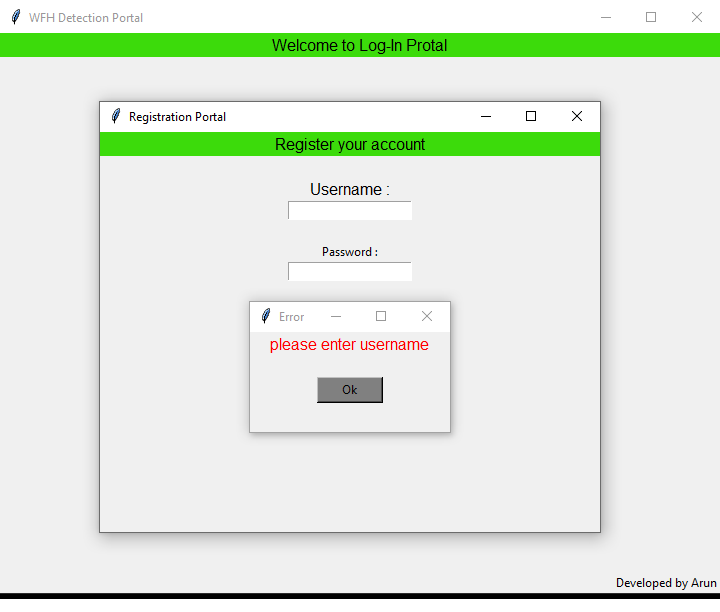 WFH Detection Portal
Welcome to Log-In Protal
Registration Portal
Register your account
Username :
Password :
Error
please enter username
Ok
Developed by Arun